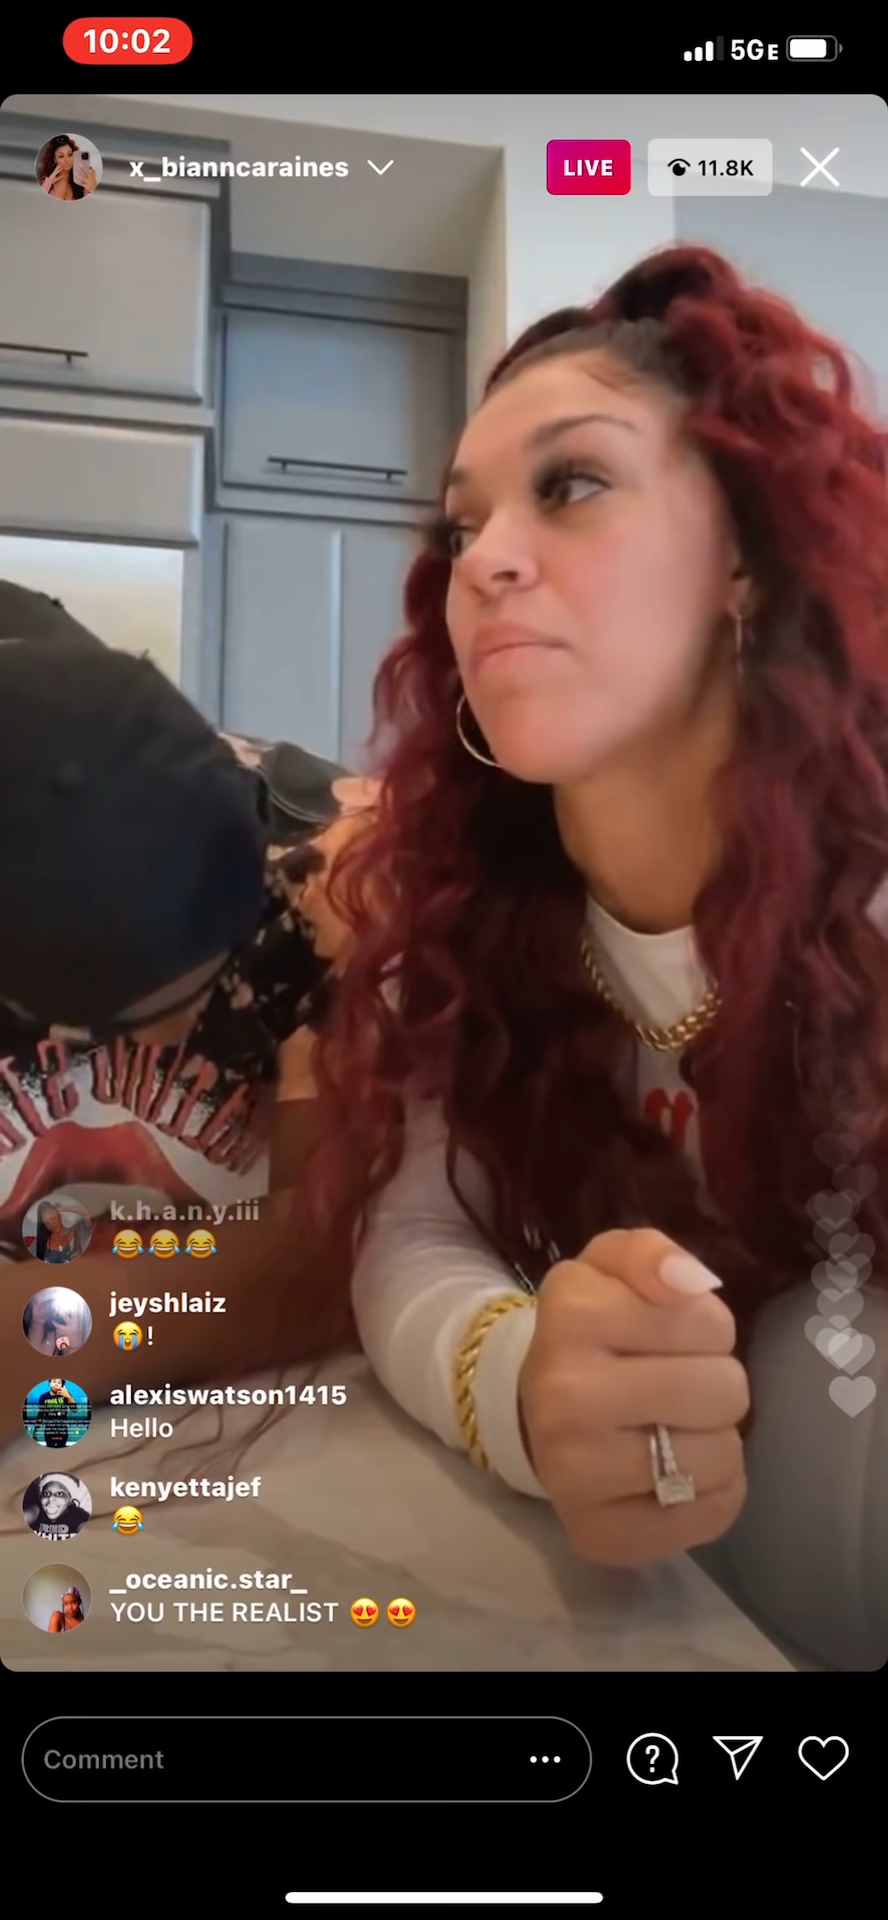 10:02
5GE
x_bianncaraines
LIVE
11.8K
k.h.a.n.y.iii
😂😂😂
jeyshlaiz
😭!
alexiswatson1415
Hello
kenyettajef
😂
_oceanic.star_
YOU THE REALIST 😍😍
Comment